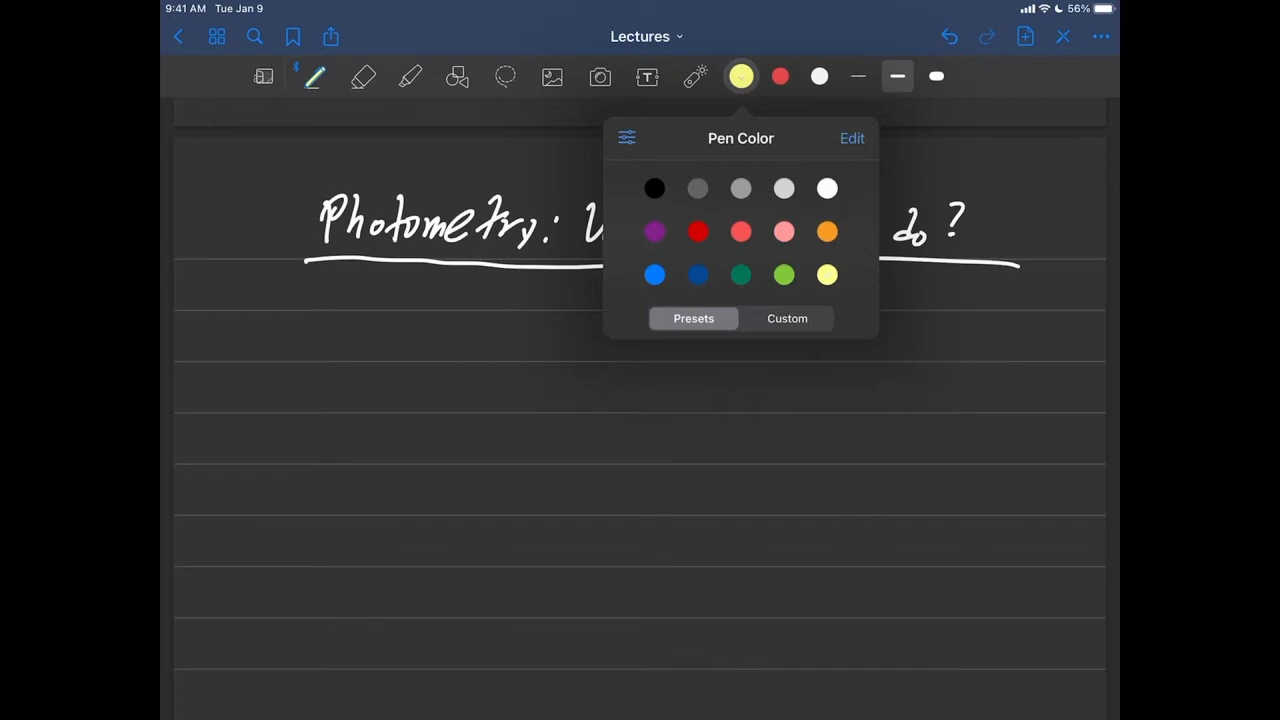 9:41 AM Tue Jan 9 56%
Lectures
T
Pen Color Edit
Photometry: do?
Presets Custom